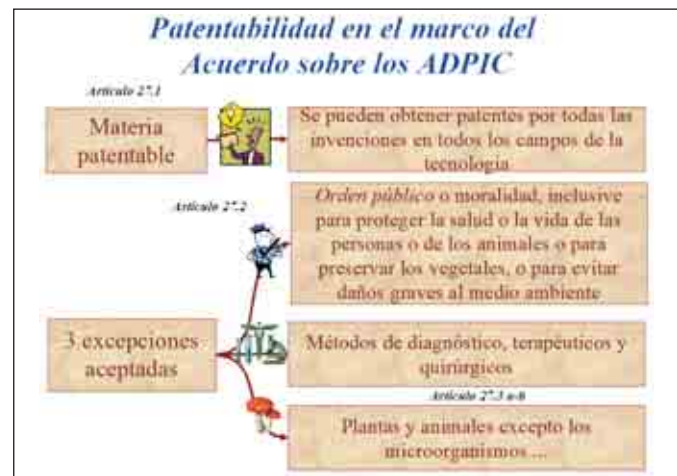 Patentabilidad en el marco del
Acuerdo sobre los ADPIC
Artículo 27.1
Materia
patentable
Se pueden obtener patentes por todas las
invenciones en todos los campos de la
tecnología
Artículo 27.2
Orden público o moralidad, inclusive
para proteger la salud o la vida de las
personas o de los animales o para
preservar los vegetales, o para evitar
daños graves al medio ambiente
3 excepciones
aceptadas
Métodos de diagnóstico, terapéuticos y
quirúrgicos
Artículo 27.3 a-b
Plantas y animales excepto los
microorganismos ...